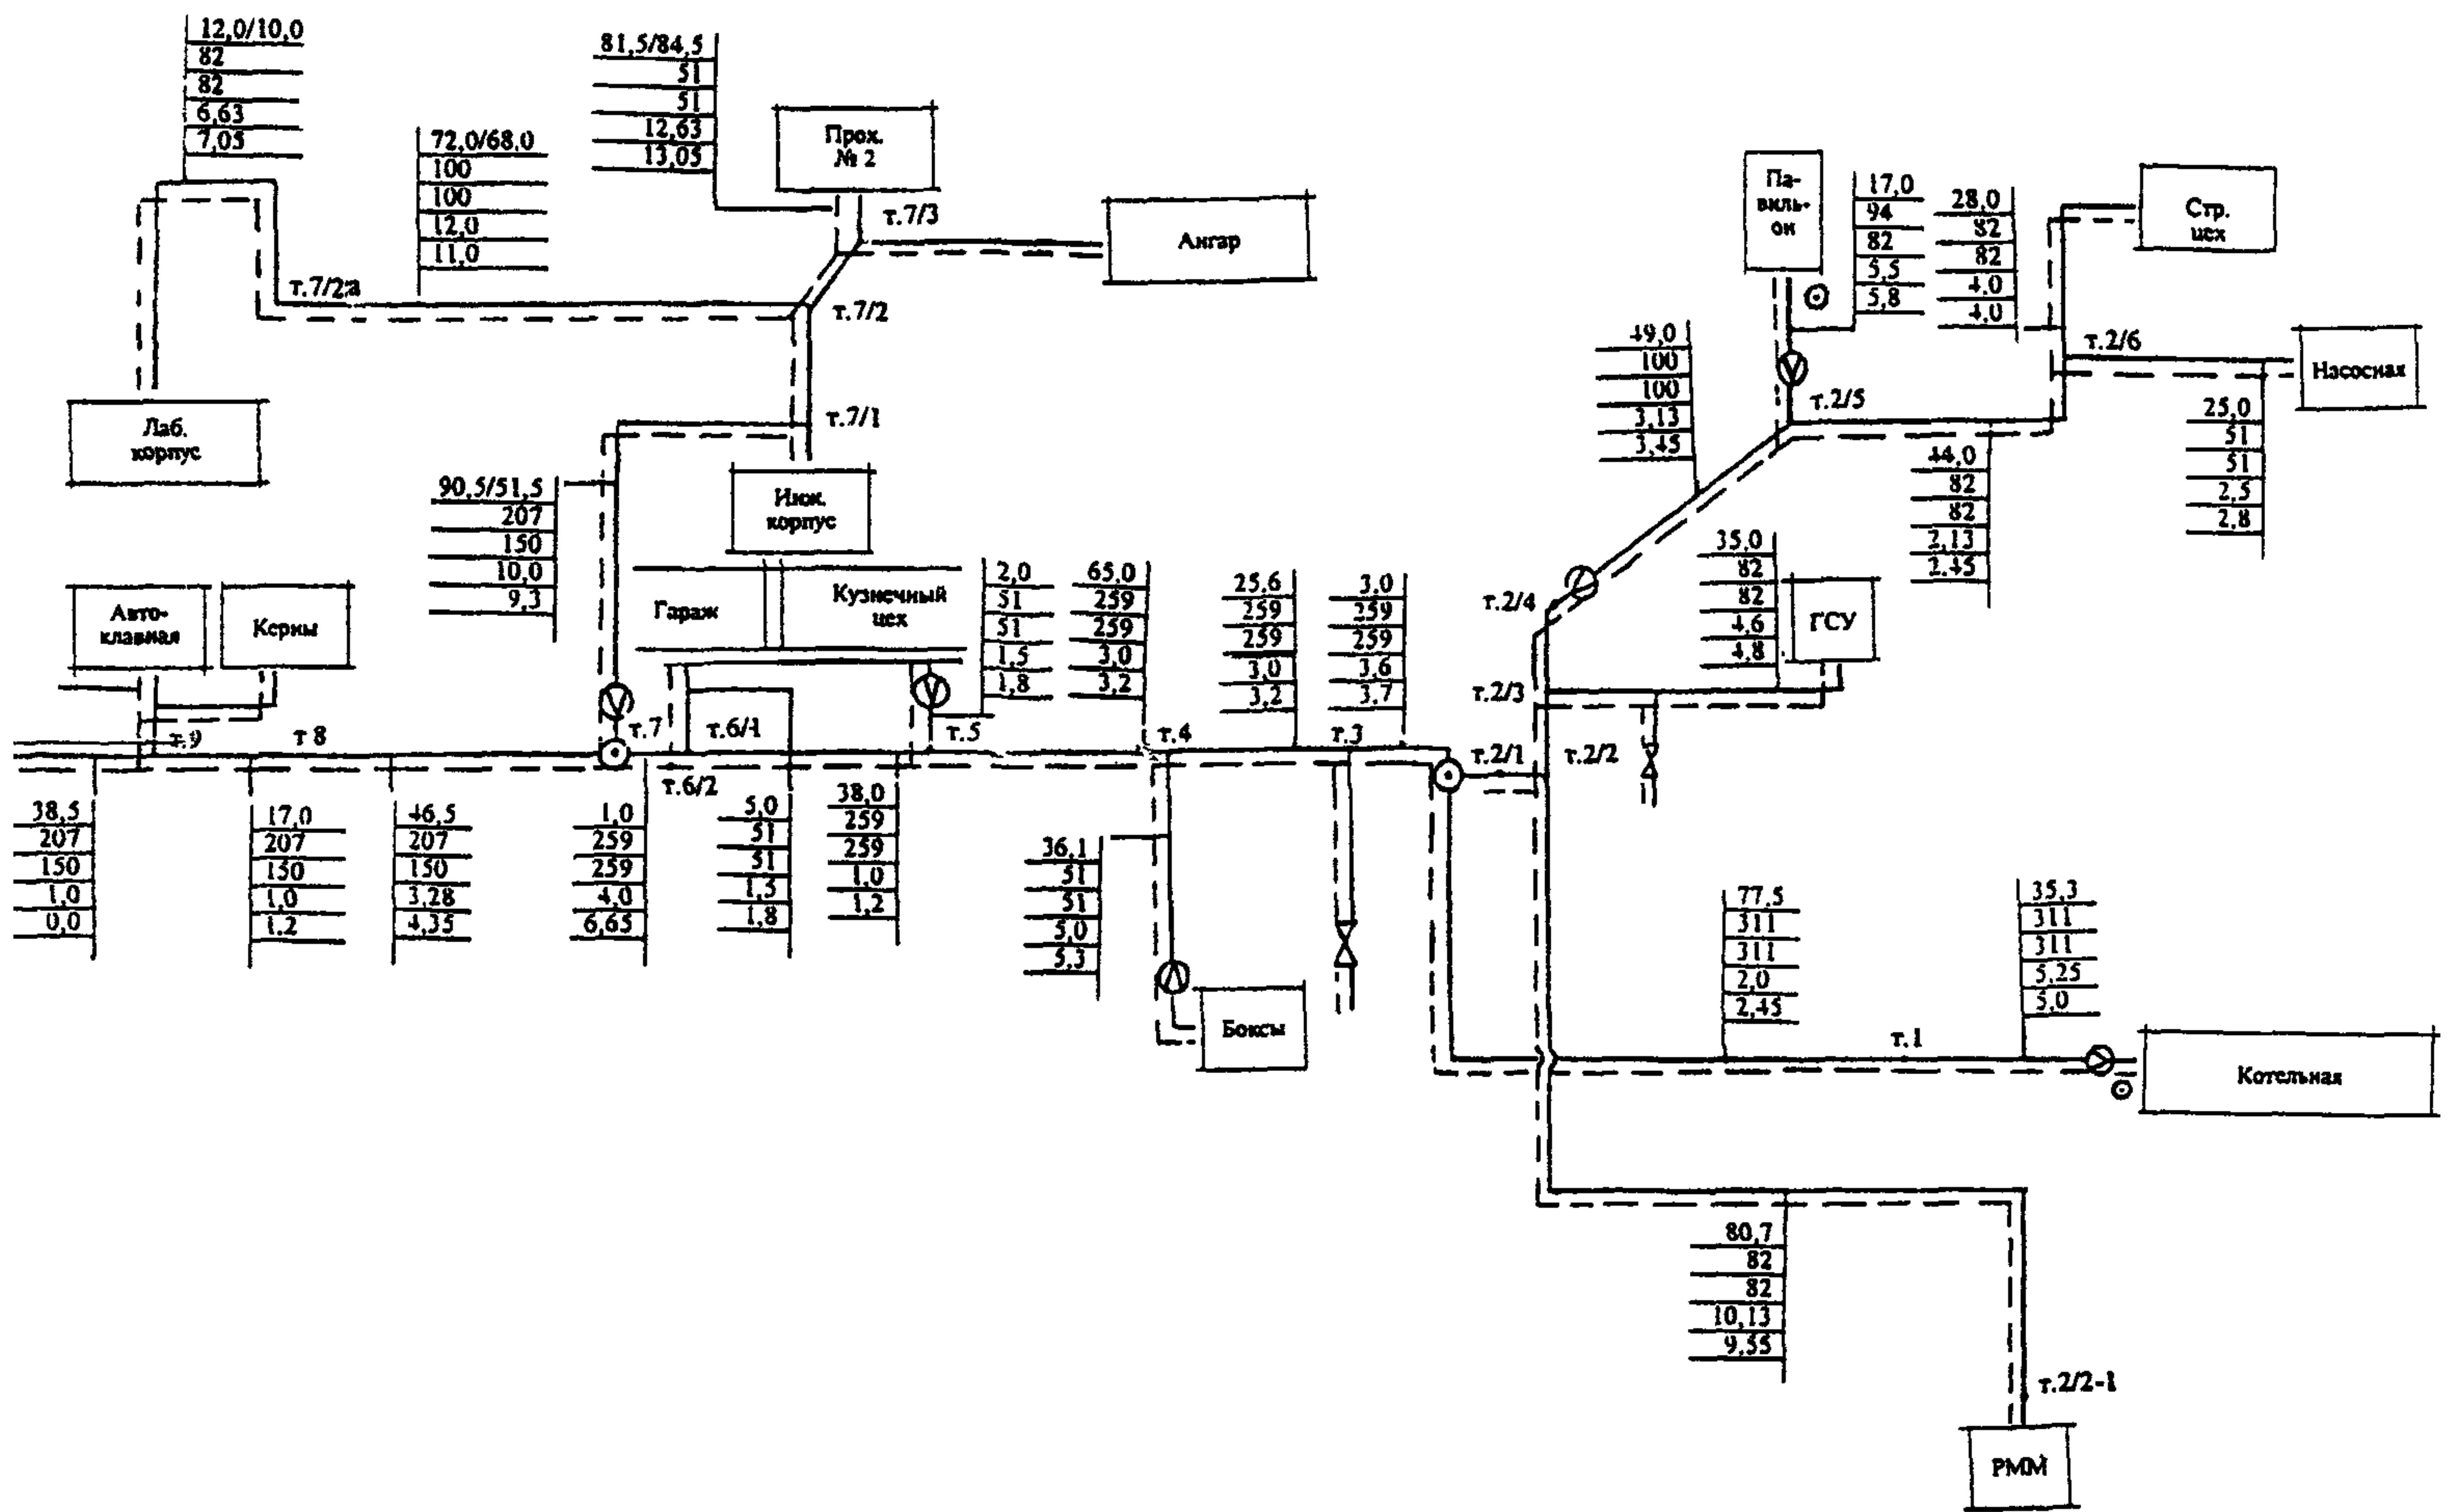 12,0/10,0
82
82
6,63
7,05
72,0/68,0
100
100
12,0
11,0
81,5/84,5
51
51
12,63
13,05
Прох.
№ 2
т.7/3
Ангар
т.7/2а
т.7/2
т.7/1
Лаб.
корпус
90,5/51,5
207
150
10,0
9,3
Инж.
корпус
Гараж
Кузнечный
цех
Авто-
клавная
Керны
2,0
51
51
1,5
1,8
65,0
259
259
3,0
3,2
25,6
259
259
3,0
3,2
3,0
259
259
3,6
3,7
Па-
виль-
он
17,0
94
82
5,5
5,8
28,0
82
82
4,0
4,0
Стр.
цех
49,0
100
100
3,13
3,45
т.2/5
т.2/6
Насосная
25,0
51
51
2,5
2,8
44,0
82
82
2,13
2,45
35,0
82
82
4,6
4,8
ГСУ
т.2/4
т.2/3
т.2/2
т.2/1
т.3
т.4
т.5
т.6/1
т.6/2
т.7
т 8
т.9
38,5
207
150
1,0
0,0
17,0
207
150
1,0
1,2
46,5
207
150
3,28
4,35
1,0
259
259
4,0
6,65
5,0
51
51
1,5
1,8
38,0
259
259
1,0
1,2
36,1
51
51
5,0
5,3
Боксы
77,5
311
311
2,0
2,45
т.1
35,3
311
311
5,25
5,0
Котельная
80,7
82
82
10,13
9,55
т.2/2-1
РММ